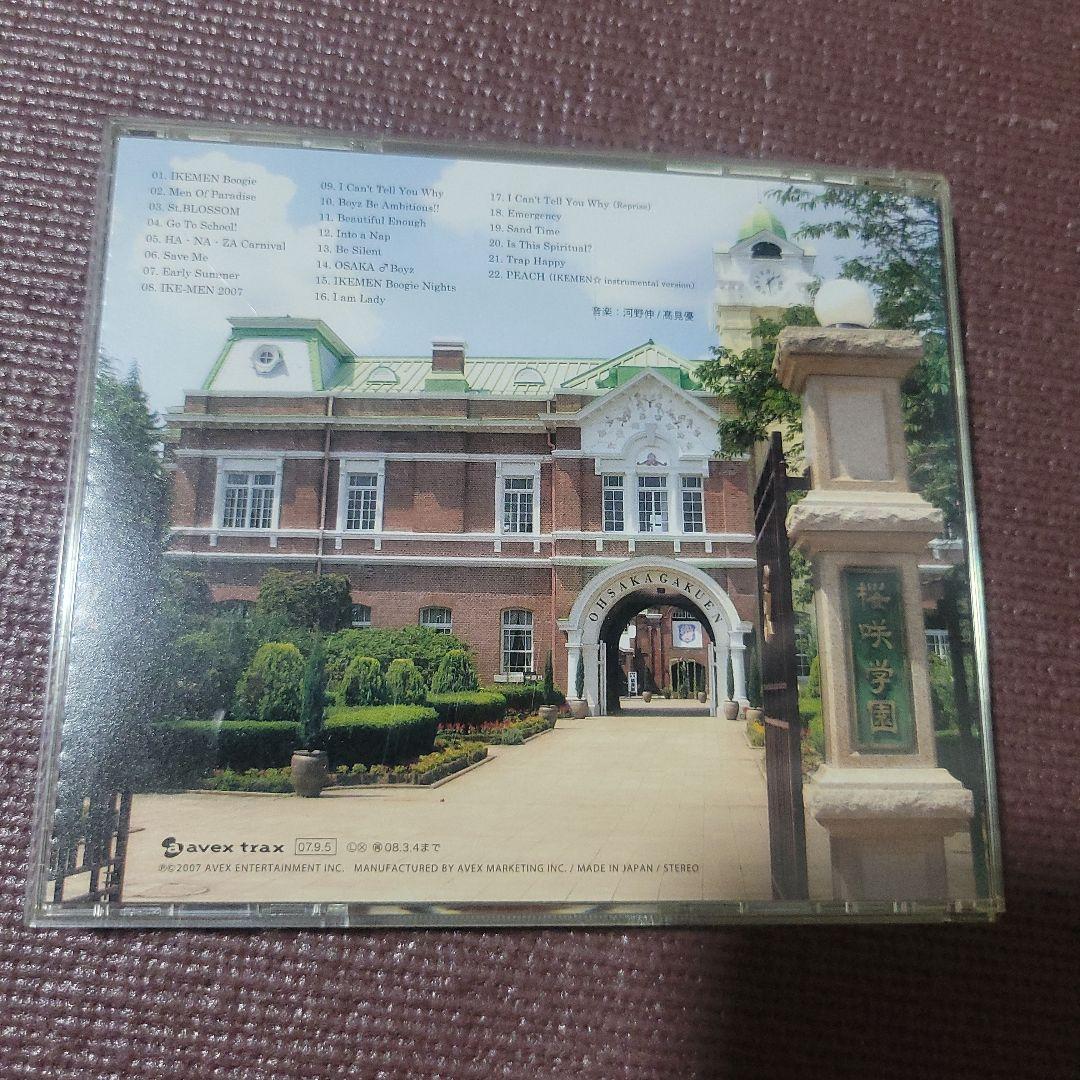 01. IKEMEN Boogie
02. Men Of Paradise
03. St.BLOSSOM
04. Go To School!
05. HA・NA・ZA Carnival
06. Save Me
07. Early Summer
08. IKE-MEN 2007
09. I Can't Tell You Why
10. Boyz Be Ambitious!!
11. Beautiful Enough
12. Into a Nap
13. Be Silent
14. OSAKA♂Boyz
15. IKEMEN Boogie Nights
16. I am Lady
17. I Can't Tell You Why (Reprise)
18. Emergency
19. Sand Time
20. Is This Spiritual?
21. Trap Happy
22. PEACH (IKEMEN☆instrumental version)
音楽：河野伸/高見優
OHSAKA GAKUEN
桜咲学園
avex trax 07.9.5 Ⓛ Ⓧ 08.3.4まで
℗©2007 AVEX ENTERTAINMENT INC. MANUFACTURED BY AVEX MARKETING INC. / MADE IN JAPAN / STEREO